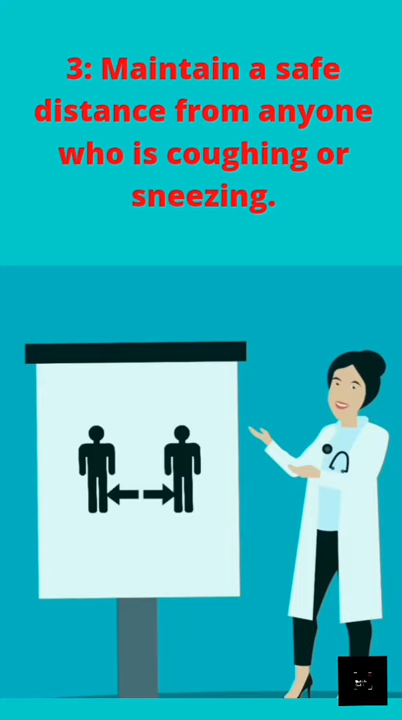 3: Maintain a safe
distance from anyone
who is coughing or
sneezing.